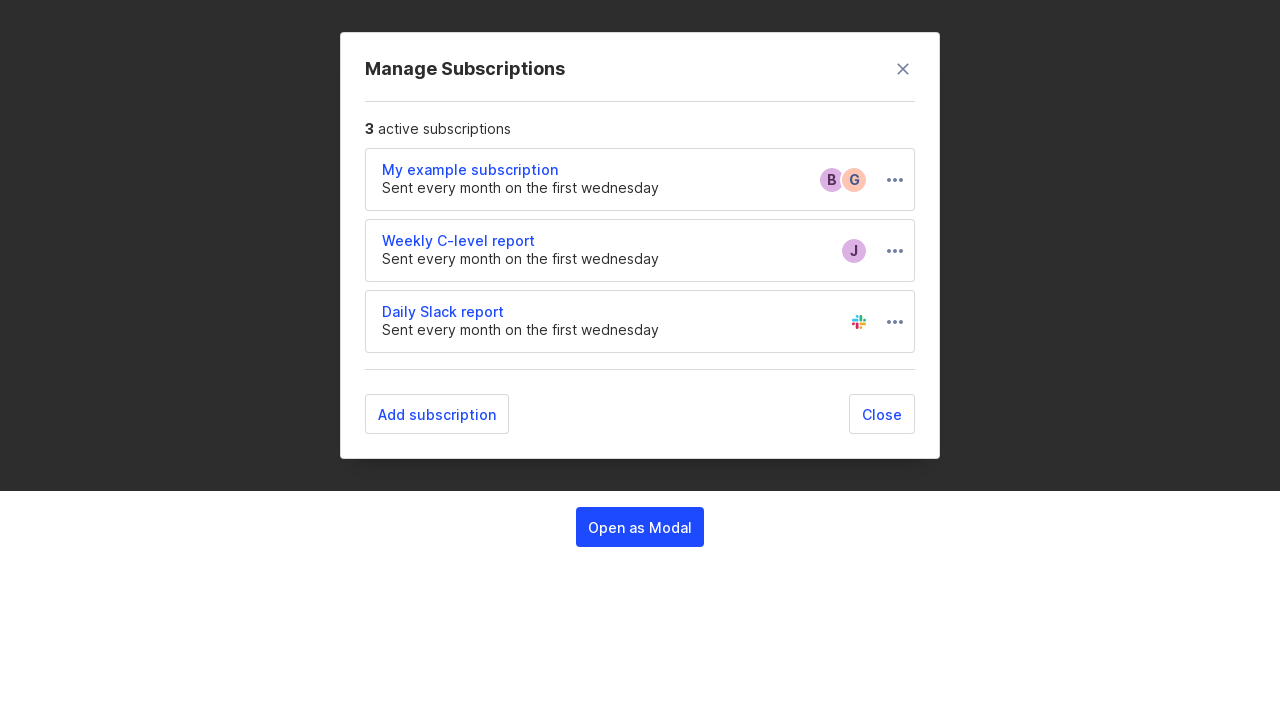 Manage Subscriptions
3 active subscriptions
My example subscription
Sent every month on the first wednesday
B G
Weekly C-level report
Sent every month on the first wednesday
J
Daily Slack report
Sent every month on the first wednesday
Add subscription
Close
Open as Modal